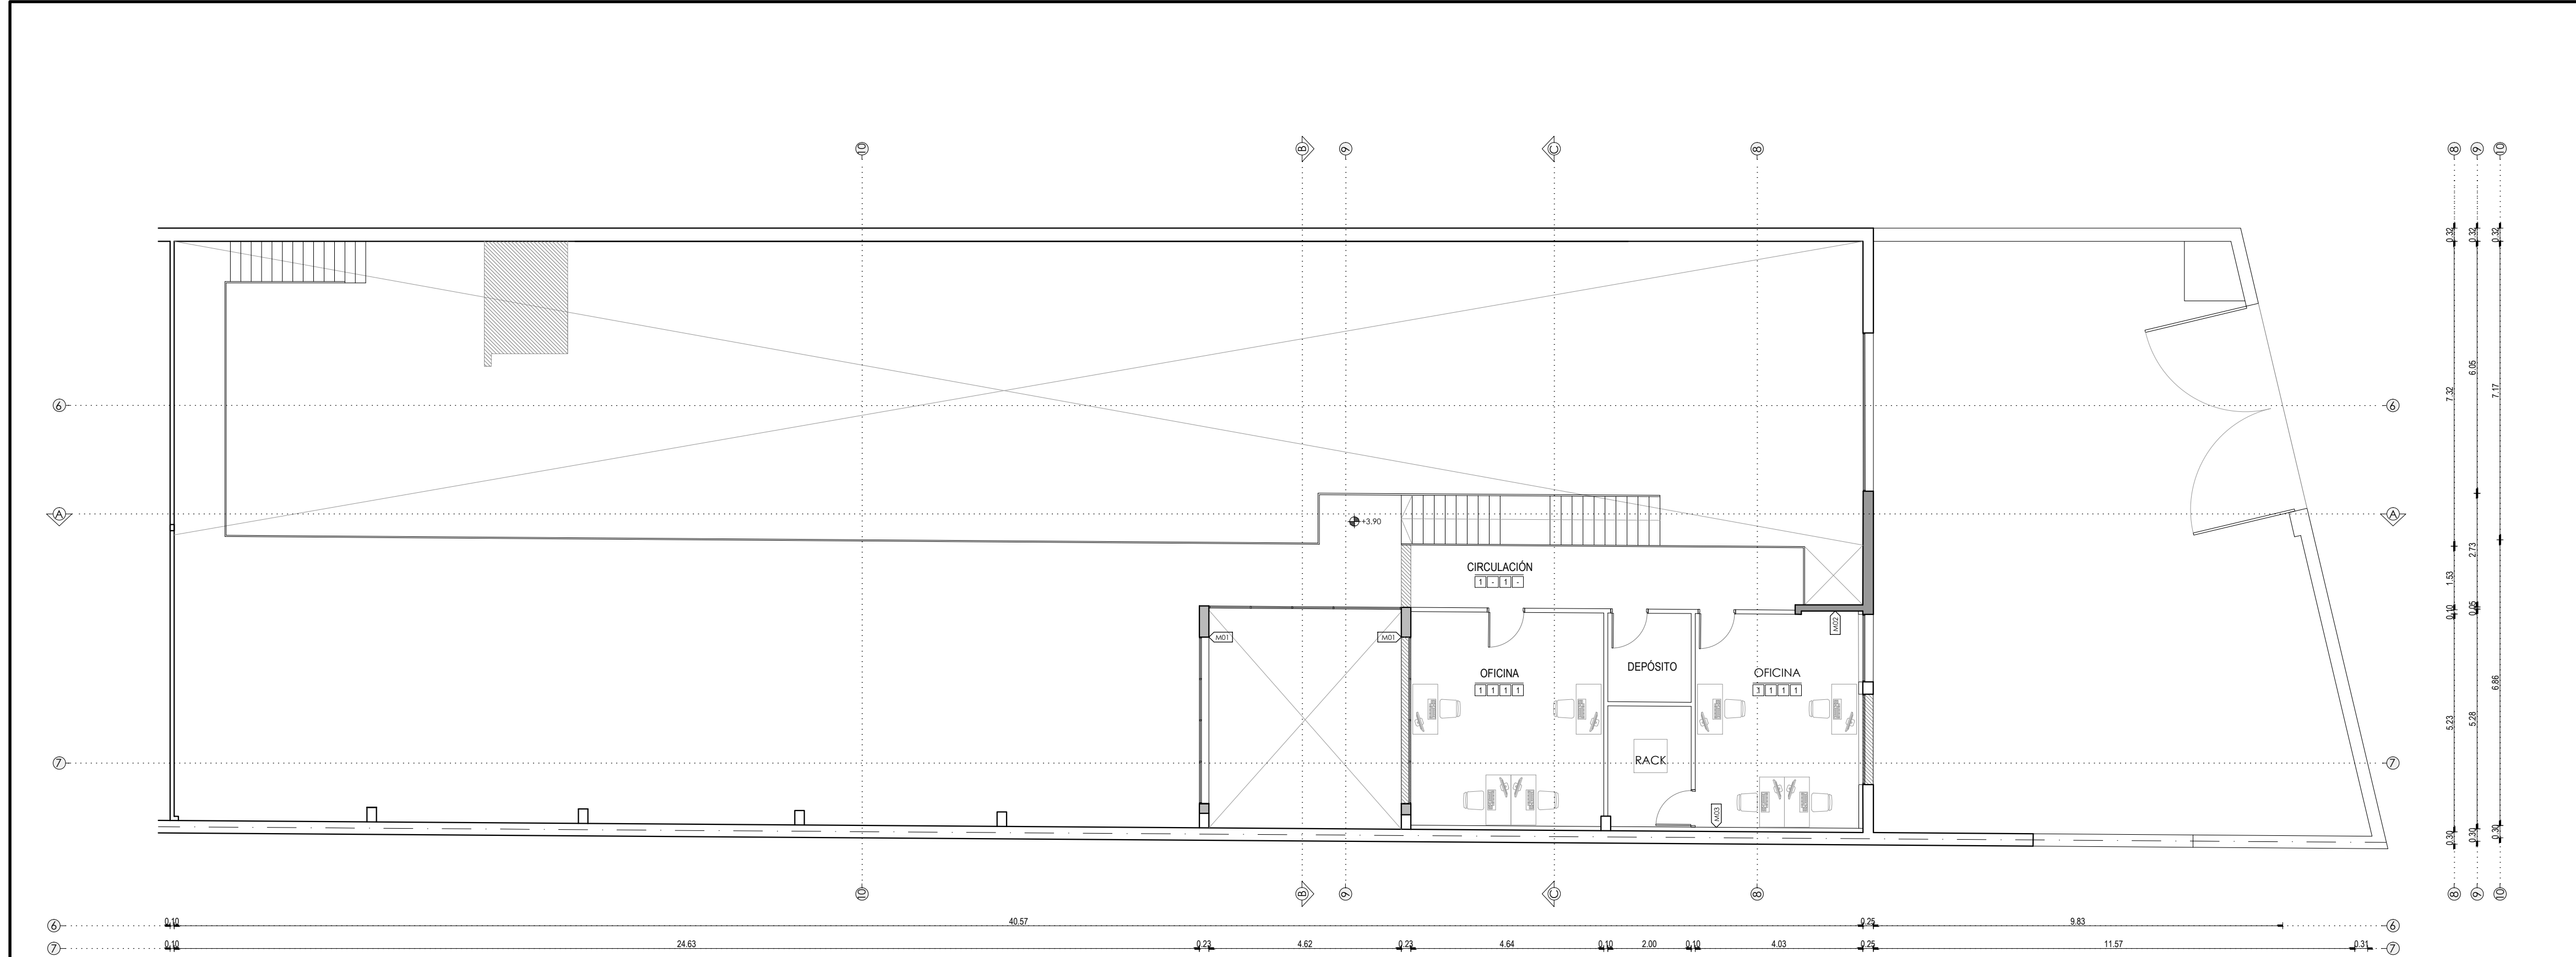 10 B 9 C 8
8 9 10
0.32 0.32 0.32
6 6
7.32 6.05 7.17
A A
+3.90
CIRCULACIÓN
1 - 1 -
1.53 2.73
0.10 0.05
M01 M01 M02
OFICINA DEPÓSITO OFICINA
1 1 1 1 3 1 1 1
5.23 5.28 6.86
RACK
7 7
M03
0.30 0.30 0.30
10 B 9 C 8
8 9 10
6 0.10 40.57 0.25 9.83 6
7 0.10 24.63 0.23 4.62 0.23 4.64 0.10 2.00 0.10 4.03 0.25 11.57 0.31 7